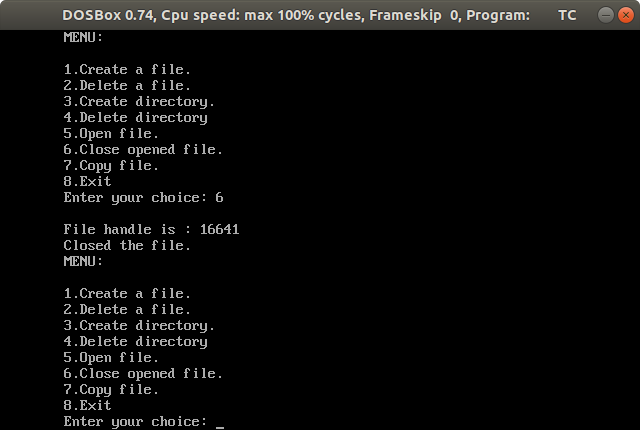 DOSBox 0.74, Cpu speed: max 100% cycles, Frameskip 0, Program: TC
MENU:
1.Create a file.
2.Delete a file.
3.Create directory.
4.Delete directory
5.Open file.
6.Close opened file.
7.Copy file.
8.Exit
Enter your choice: 6
File handle is : 16641
Closed the file.
MENU:
1.Create a file.
2.Delete a file.
3.Create directory.
4.Delete directory
5.Open file.
6.Close opened file.
7.Copy file.
8.Exit
Enter your choice: _